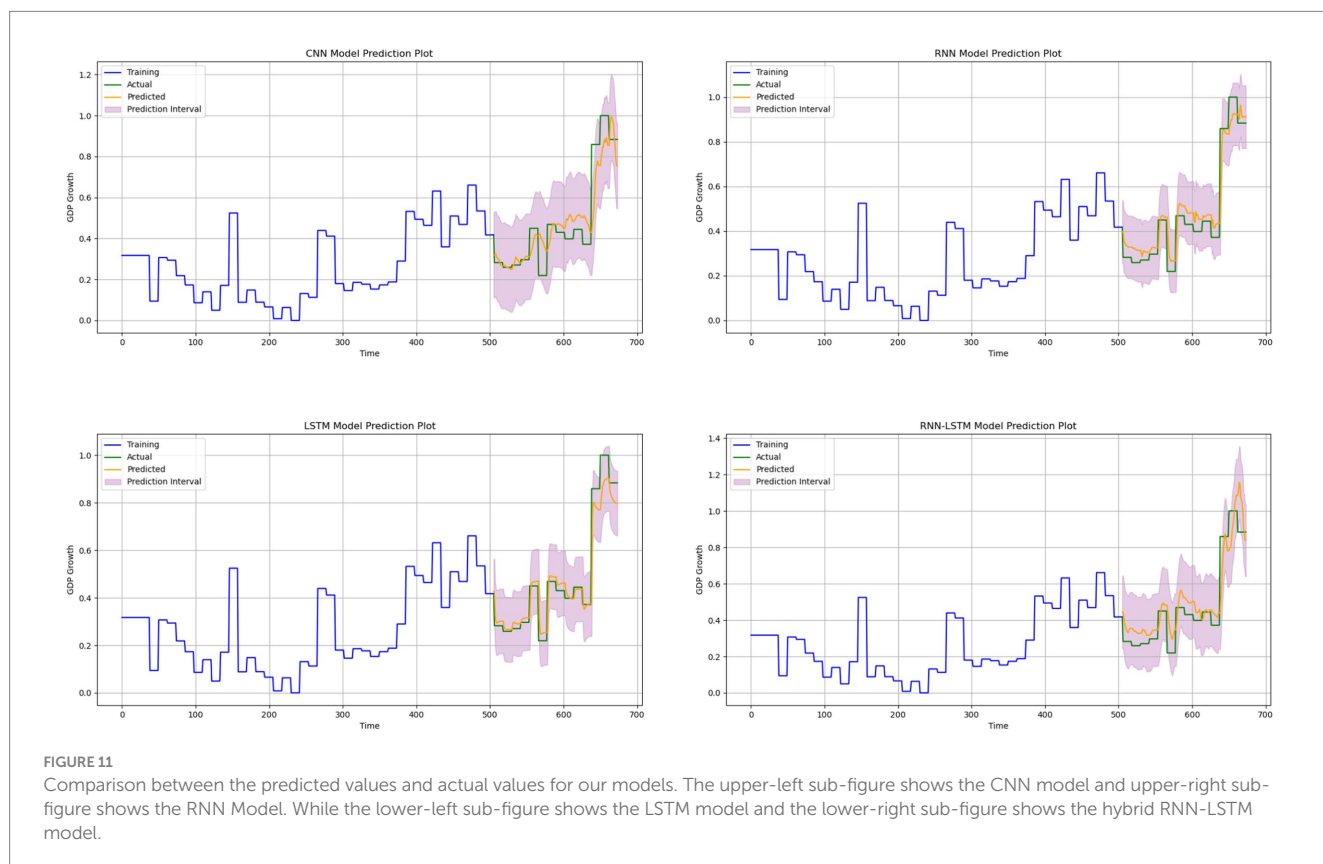 CNN Model Prediction Plot
Training
Actual
Predicted
Prediction Interval
1.2
1.0
0.8
0.6
0.4
0.2
0.0
GDP Growth
0 100 200 300 400 500 600 700
Time
RNN Model Prediction Plot
Training
Actual
Predicted
Prediction Interval
1.0
0.8
0.6
0.4
0.2
0.0
GDP Growth
0 100 200 300 400 500 600 700
Time
LSTM Model Prediction Plot
Training
Actual
Predicted
Prediction Interval
1.0
0.8
0.6
0.4
0.2
0.0
GDP Growth
0 100 200 300 400 500 600 700
Time
RNN-LSTM Model Prediction Plot
Training
Actual
Predicted
Prediction Interval
1.4
1.2
1.0
0.8
0.6
0.4
0.2
0.0
GDP Growth
0 100 200 300 400 500 600 700
Time
FIGURE 11
Comparison between the predicted values and actual values for our models. The upper-left sub-figure shows the CNN model and upper-right sub-
figure shows the RNN Model. While the lower-left sub-figure shows the LSTM model and the lower-right sub-figure shows the hybrid RNN-LSTM
model.